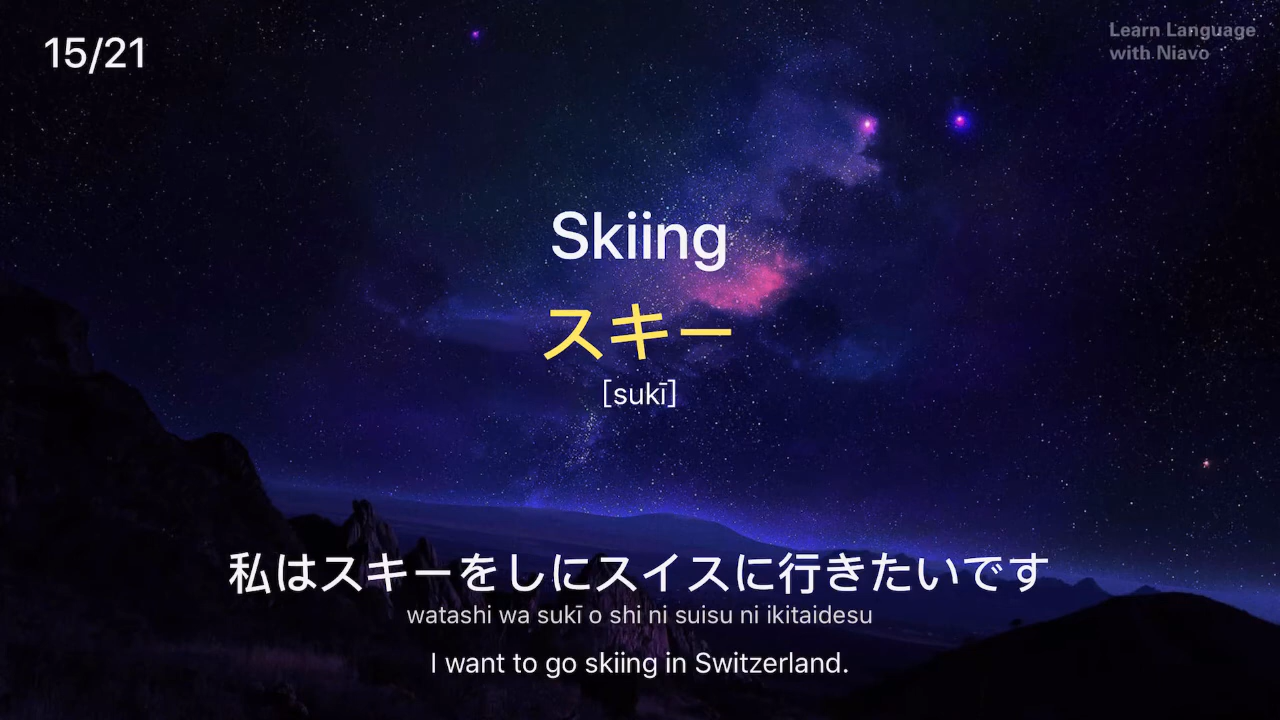 15/21
Learn Language
with Niavo
Skiing
スキー
[sukī]
私はスキーをしにスイスに行きたいです
watashi wa sukī o shi ni suisu ni ikitaidesu
I want to go skiing in Switzerland.